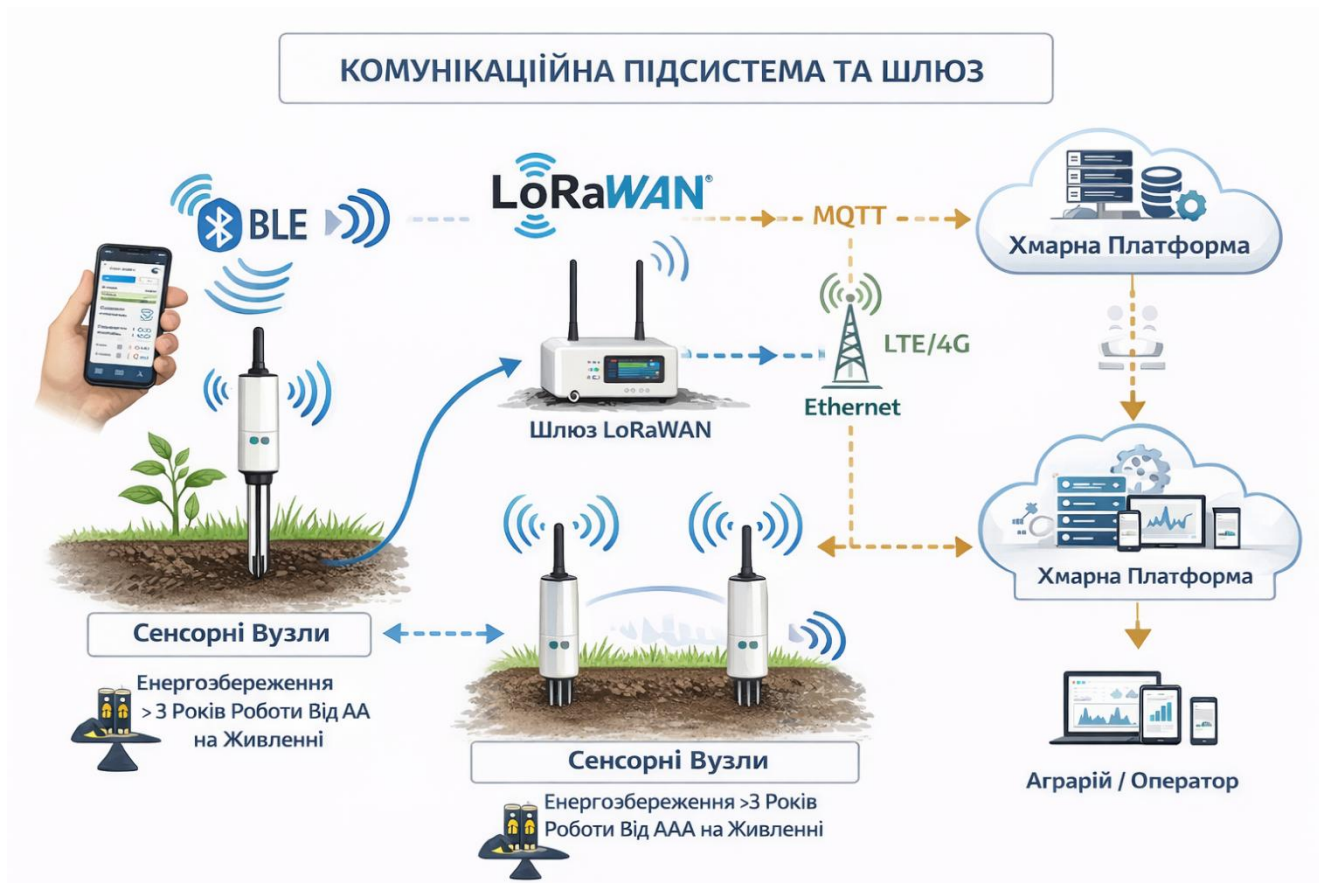 КОМУНІКАЦІЙНА ПІДСИСТЕМА ТА ШЛЮЗ
BLE
LoRaWAN®
MQTT
Хмарна Платформа
LTE/4G
Ethernet
Шлюз LoRaWAN
Хмарна Платформа
Сенсорні Вузли
Енергозбереження
> 3 Років Роботи Від АА
на Живленні
Сенсорні Вузли
Енергозбереження >3 Років
Роботи Від ААА на Живленні
Аграрій / Оператор